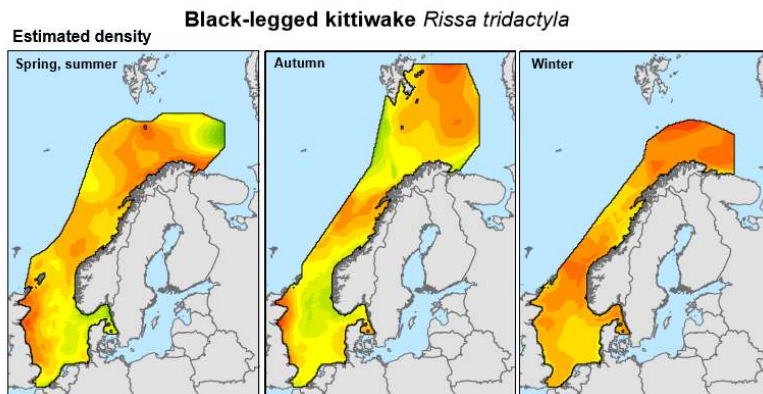 Black-legged kittiwake Rissa tridactyla
Estimated density
Spring, summer
Autumn
Winter